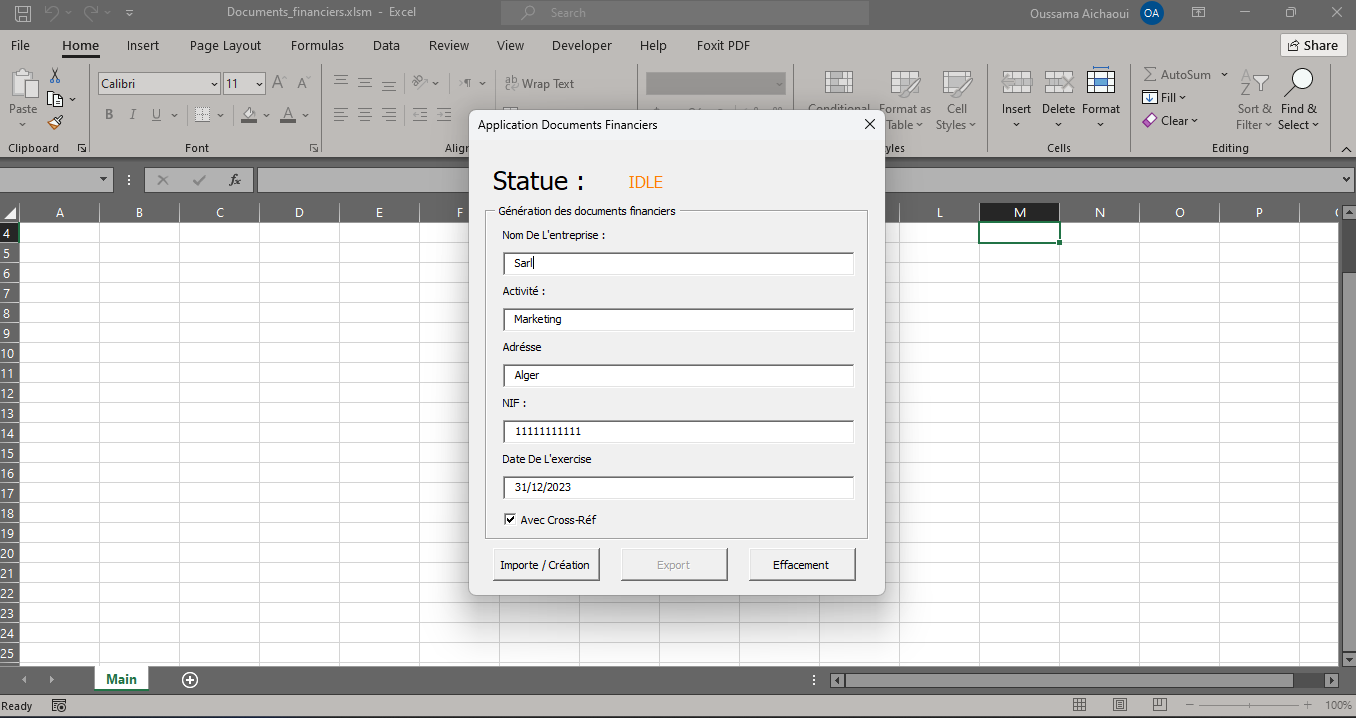 Documents_financiers.xlsm - Excel
Search
Oussama Aichaoui OA
File Home Insert Page Layout Formulas Data Review View Developer Help Foxit PDF Share
Paste
Calibri 11
A A
Wrap Text
B I U A
Conditional Format as Table Cell Styles
Insert Delete Format
AutoSum
Fill
Clear
Sort & Filter Find & Select
Clipboard Font Cells Editing
fx
A B C D E F L M N O P
4
5
6
7
8
9
10
11
12
13
14
15
16
17
18
19
20
21
22
23
24
25
Application Documents Financiers
Statue : IDLE
Génération des documents financiers
Nom De L'entreprise :
Sarl
Activité :
Marketing
Adrésse
Alger
NIF :
11111111111
Date De L'exercise
31/12/2023
Avec Cross-Réf
Importe / Création Export Effacement
Main
Ready
100%